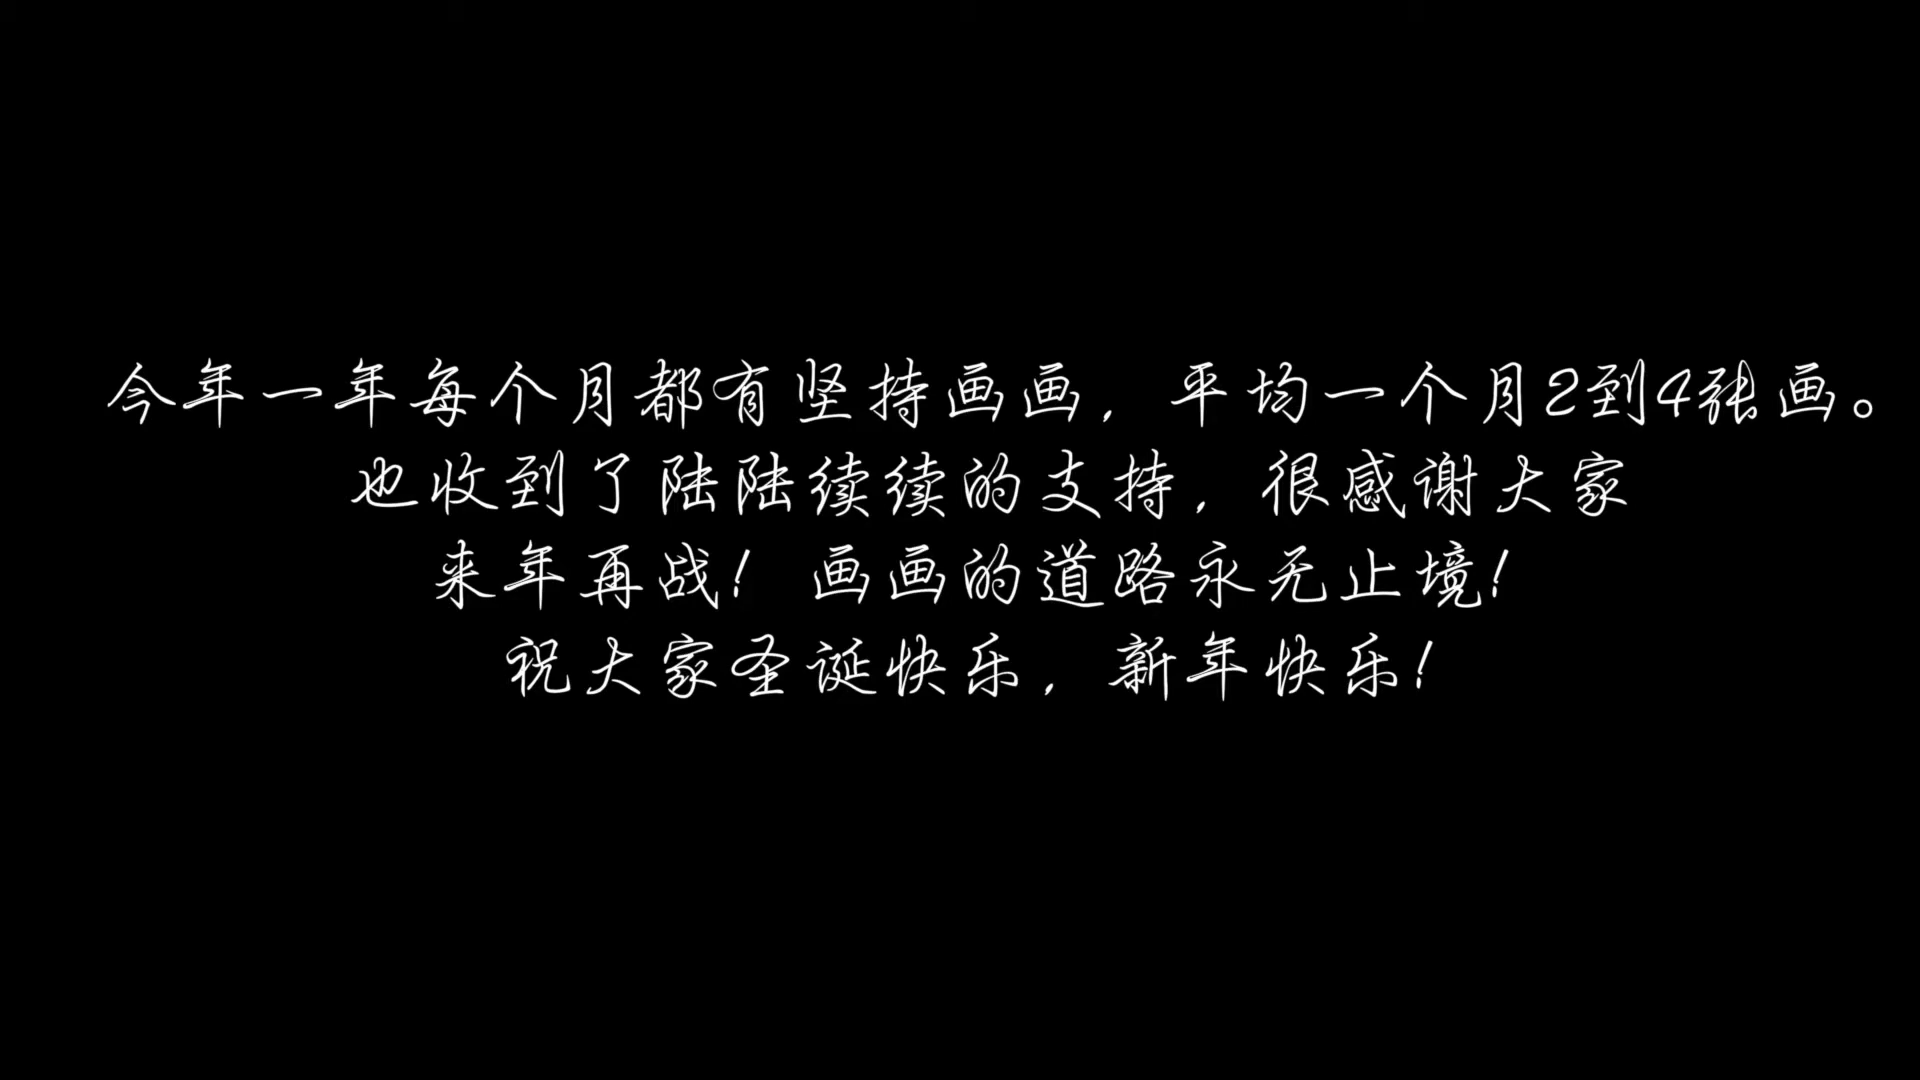 今年一年每个月都有坚持画画，平均一个月2到4张画。
也收到了陆陆续续的支持，很感谢大家
来年再战！画画的道路永无止境！
祝大家圣诞快乐，新年快乐！